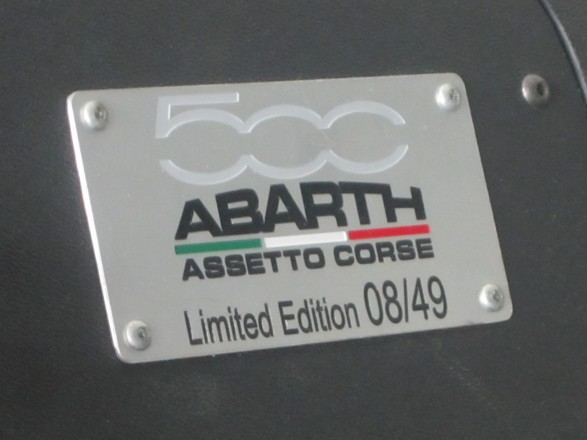 500
ABARTH
ASSETTO CORSE
Limited Edition 08/49